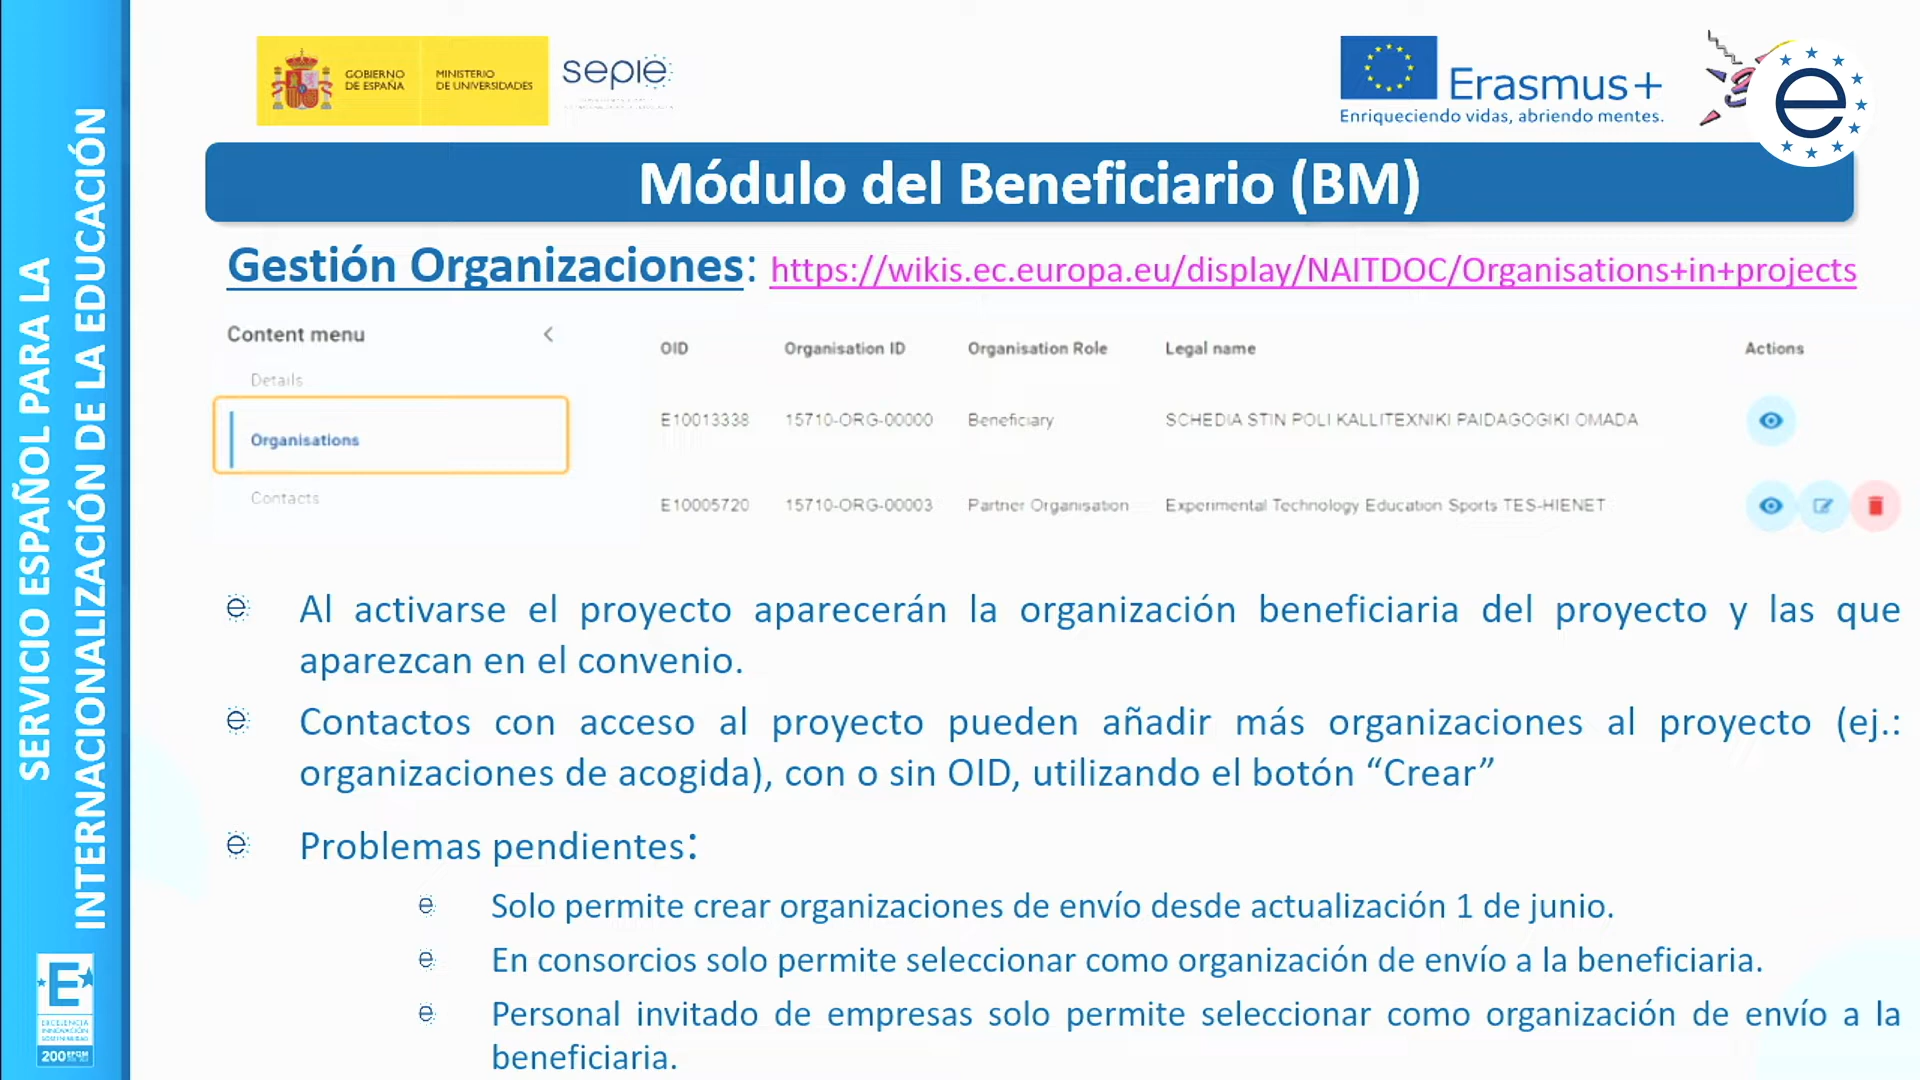 SERVICIO ESPAÑOL PARA LA
INTERNACIONALIZACIÓN DE LA EDUCACIÓN
GOBIERNO
DE ESPAÑA
MINISTERIO
DE UNIVERSIDADES
sepie
Erasmus+
Enriqueciendo vidas, abriendo mentes.
e
Módulo del Beneficiario (BM)
Gestión Organizaciones: https://wikis.ec.europa.eu/display/NAITDOC/Organisations+in+projects
Content menu
Details
Organisations
Contacts
OID Organisation ID Organisation Role Legal name Actions
E10013338 15710-ORG-00000 Beneficiary SCHEDIA STIN POLI KALLITEXNIKI PAIDAGOGIKI OMADA
E10005720 15710-ORG-00003 Partner Organisation Experimental Technology Education Sports TES-HIENET
Al activarse el proyecto aparecerán la organización beneficiaria del proyecto y las que
aparezcan en el convenio.
Contactos con acceso al proyecto pueden añadir más organizaciones al proyecto (ej.:
organizaciones de acogida), con o sin OID, utilizando el botón “Crear”
Problemas pendientes:
Solo permite crear organizaciones de envío desde actualización 1 de junio.
En consorcios solo permite seleccionar como organización de envío a la beneficiaria.
Personal invitado de empresas solo permite seleccionar como organización de envío a la
beneficiaria.
E
EXCELENCIA
INNOVACIÓN
SOSTENIBILIDAD
200 EFQM